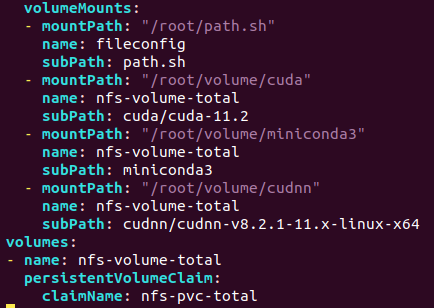 volumeMounts:
- mountPath: "/root/path.sh"
name: fileconfig
subPath: path.sh
- mountPath: "/root/volume/cuda"
name: nfs-volume-total
subPath: cuda/cuda-11.2
- mountPath: "/root/volume/miniconda3"
name: nfs-volume-total
subPath: miniconda3
- mountPath: "/root/volume/cudnn"
name: nfs-volume-total
subPath: cudnn/cudnn-v8.2.1-11.x-linux-x64
volumes:
- name: nfs-volume-total
persistentVolumeClaim:
claimName: nfs-pvc-total